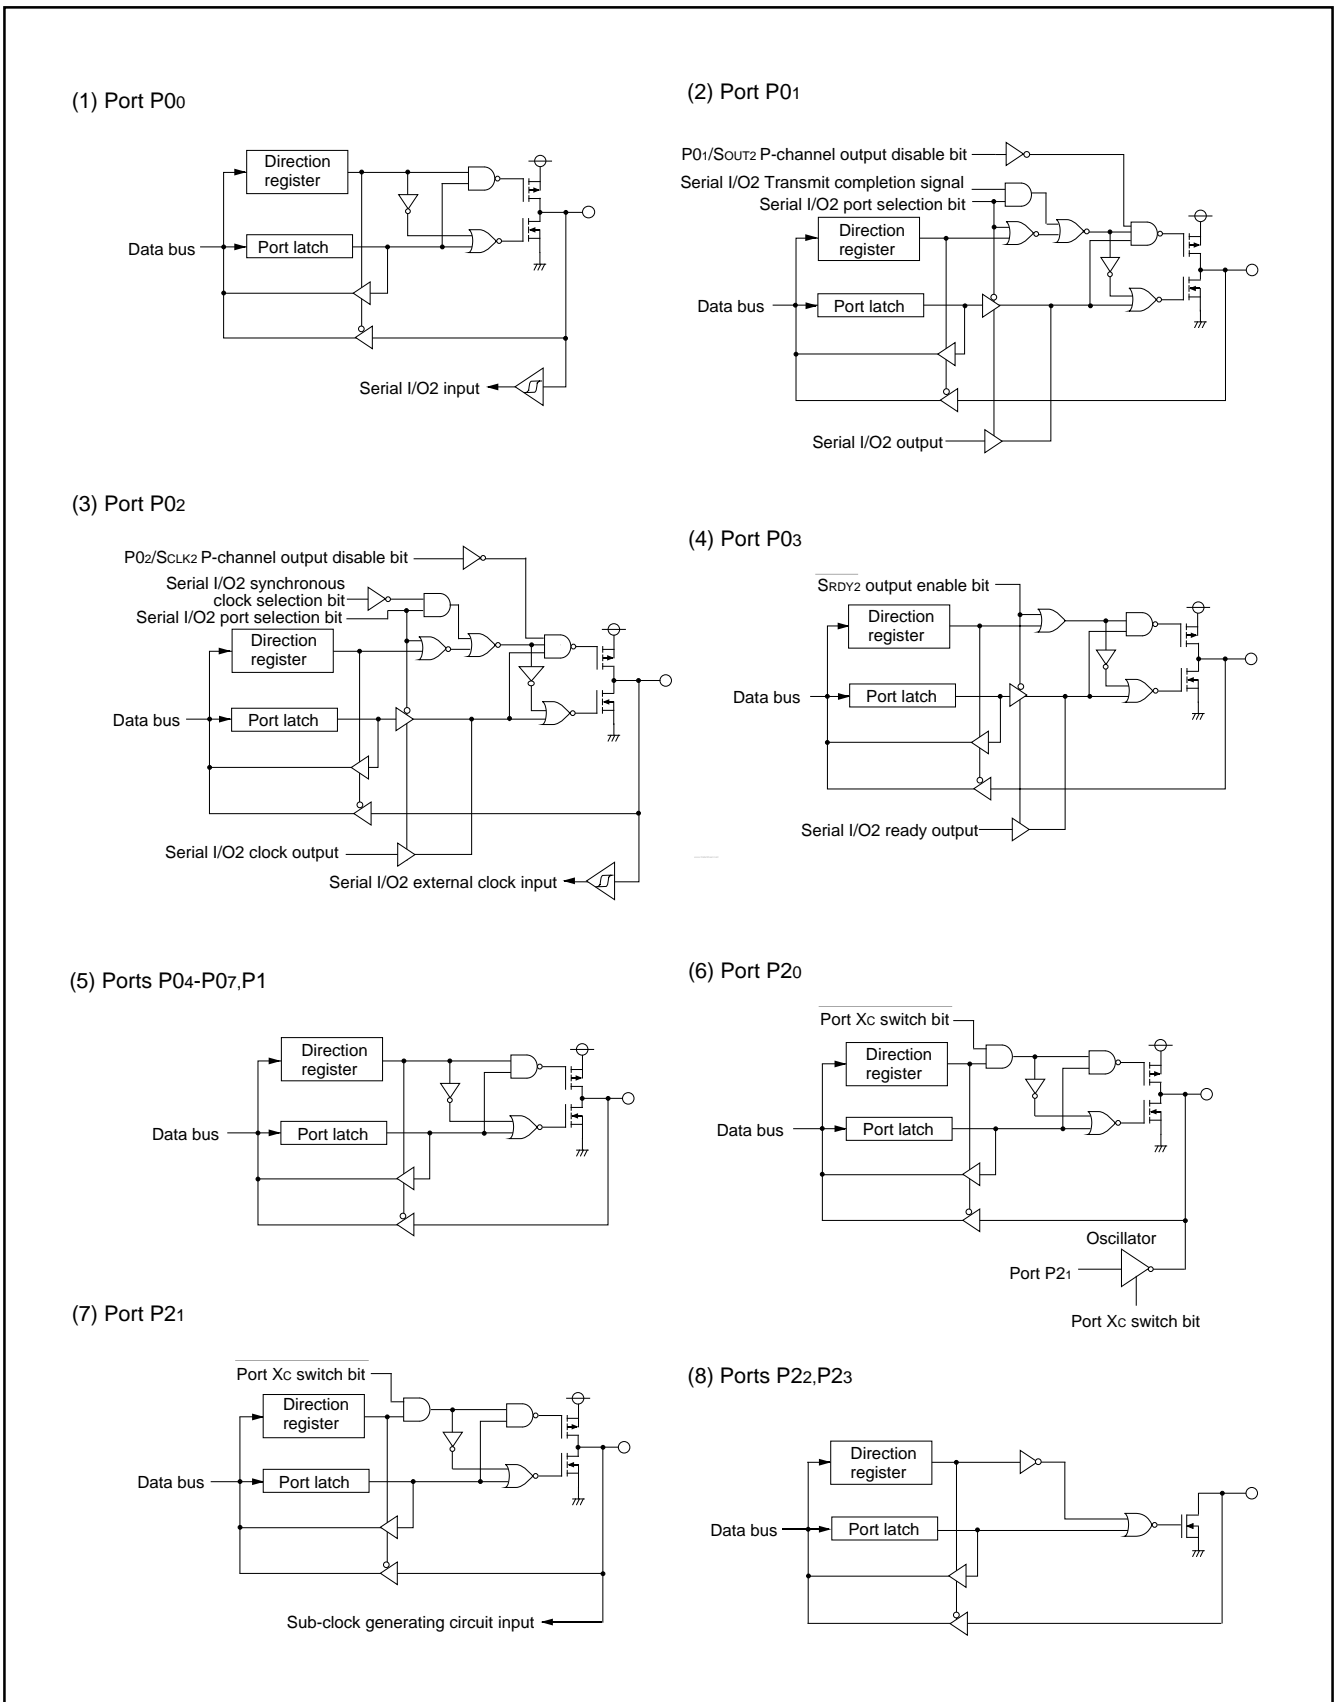 (1) Port P00
Direction
register
Data bus
Port latch
Serial I/O2 input
(2) Port P01
P01/SOUT2 P-channel output disable bit
Serial I/O2 Transmit completion signal
Serial I/O2 port selection bit
Direction
register
Data bus
Port latch
Serial I/O2 output
(3) Port P02
P02/SCLK2 P-channel output disable bit
Serial I/O2 synchronous
clock selection bit
Serial I/O2 port selection bit
Direction
register
Data bus
Port latch
Serial I/O2 clock output
Serial I/O2 external clock input
(4) Port P03
SRDY2 output enable bit
Direction
register
Data bus
Port latch
Serial I/O2 ready output
(5) Ports P04-P07,P1
Direction
register
Data bus
Port latch
(6) Port P20
Port XC switch bit
Direction
register
Data bus
Port latch
Oscillator
Port P21
Port XC switch bit
(7) Port P21
Port XC switch bit
Direction
register
Data bus
Port latch
Sub-clock generating circuit input
(8) Ports P22,P23
Direction
register
Data bus
Port latch